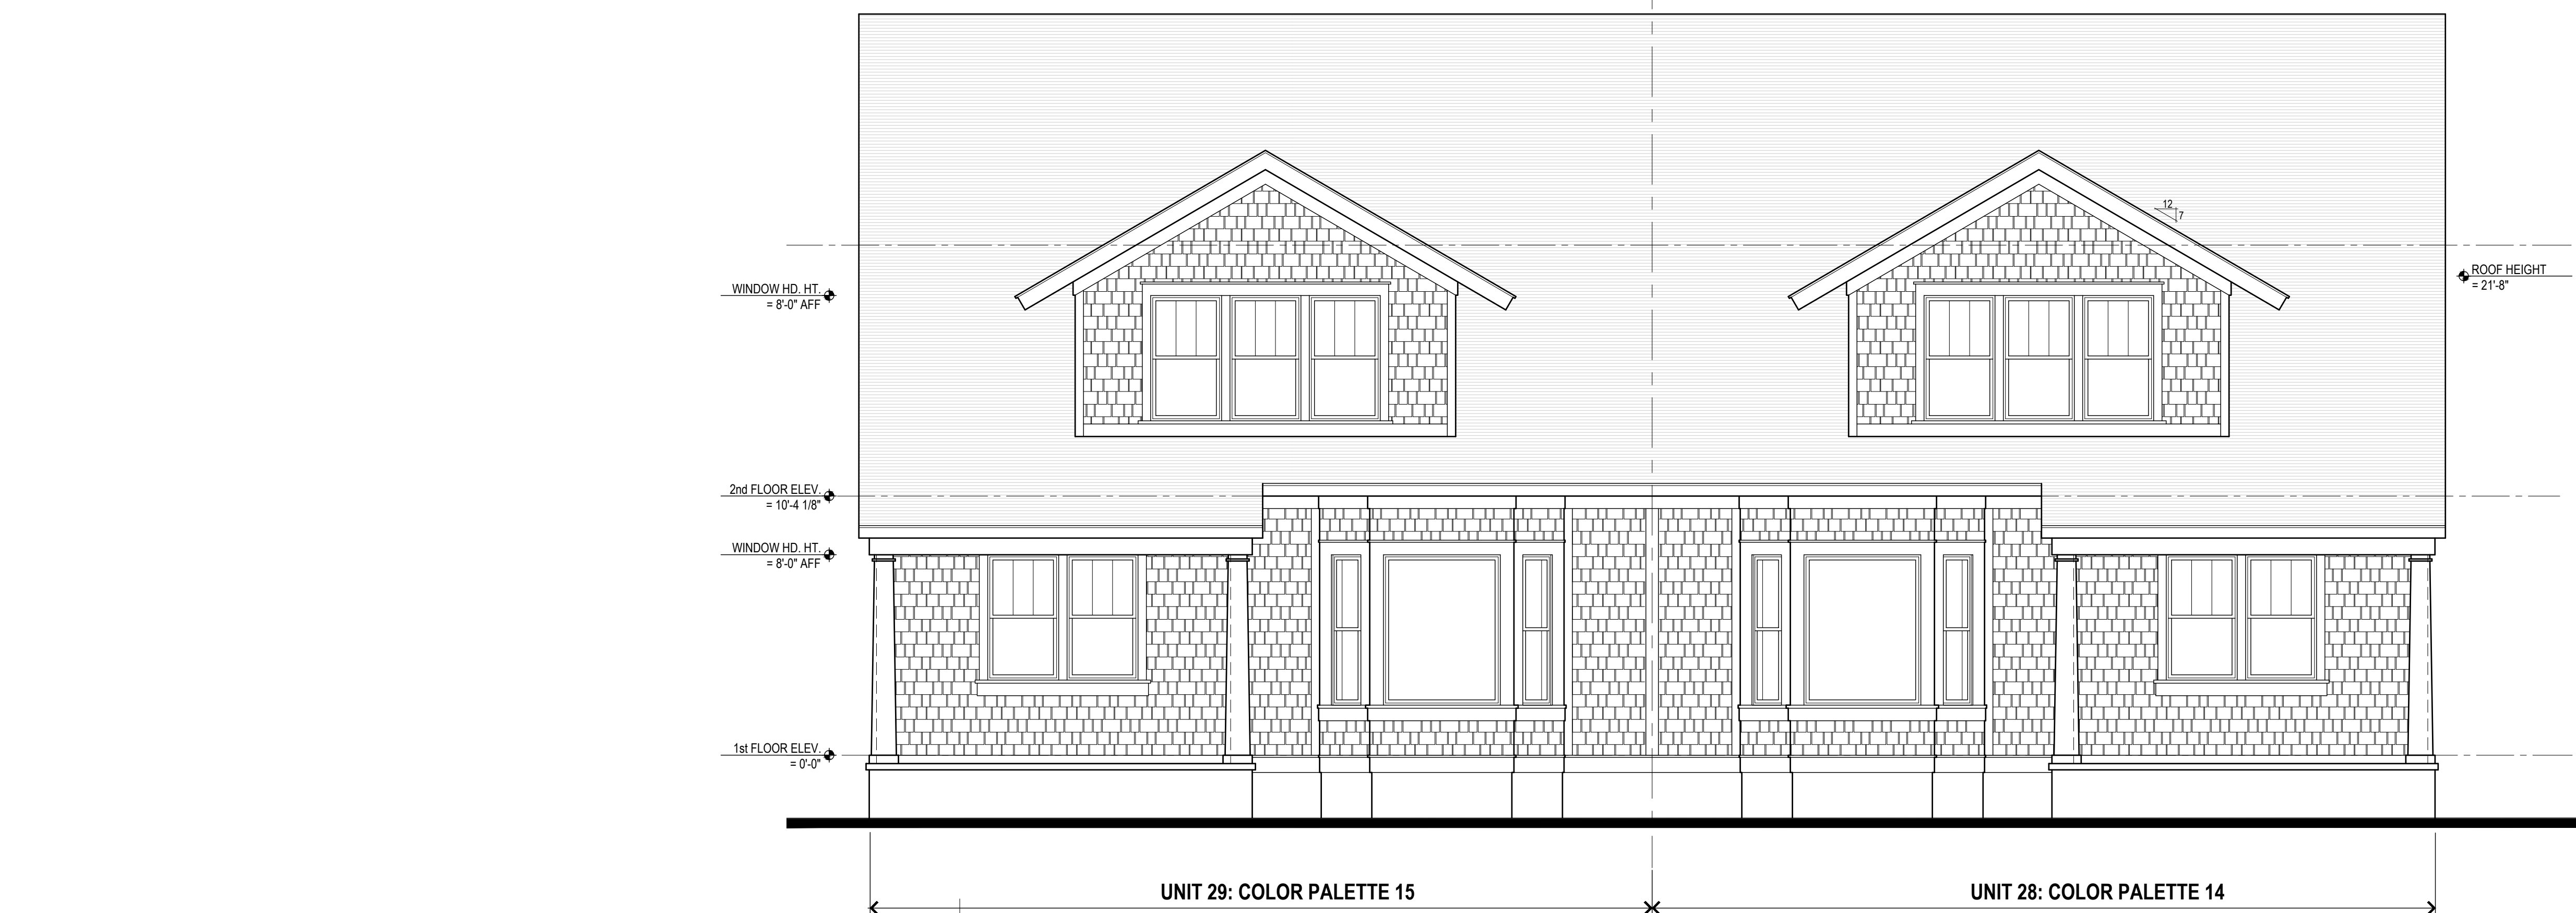 12
7
WINDOW HD. HT.
= 8'-0" AFF
ROOF HEIGHT
= 21'-8"
2nd FLOOR ELEV.
= 10'-4 1/8"
WINDOW HD. HT.
= 8'-0" AFF
1st FLOOR ELEV.
= 0'-0"
UNIT 29: COLOR PALETTE 15
UNIT 28: COLOR PALETTE 14